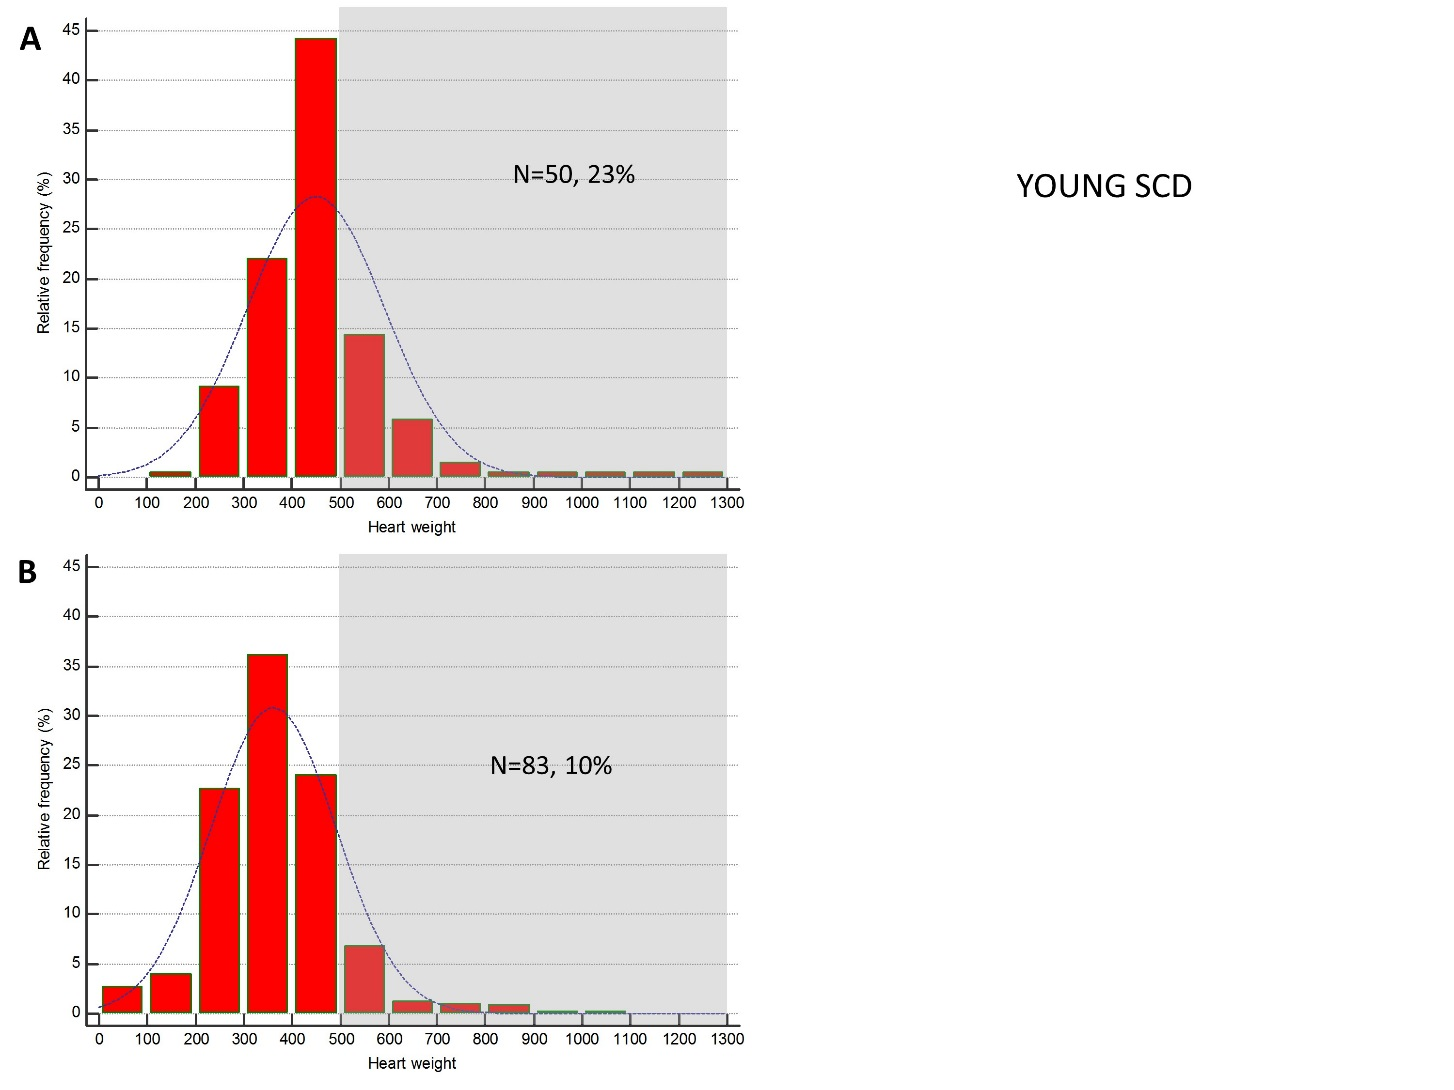 A
45
40
35
30
25
20
15
10
5
0
Relative frequency (%)
N=50, 23%
0 100 200 300 400 500 600 700 800 900 1000 1100 1200 1300
Heart weight
YOUNG SCD
B
45
40
35
30
25
20
15
10
5
0
Relative frequency (%)
N=83, 10%
0 100 200 300 400 500 600 700 800 900 1000 1100 1200 1300
Heart weight